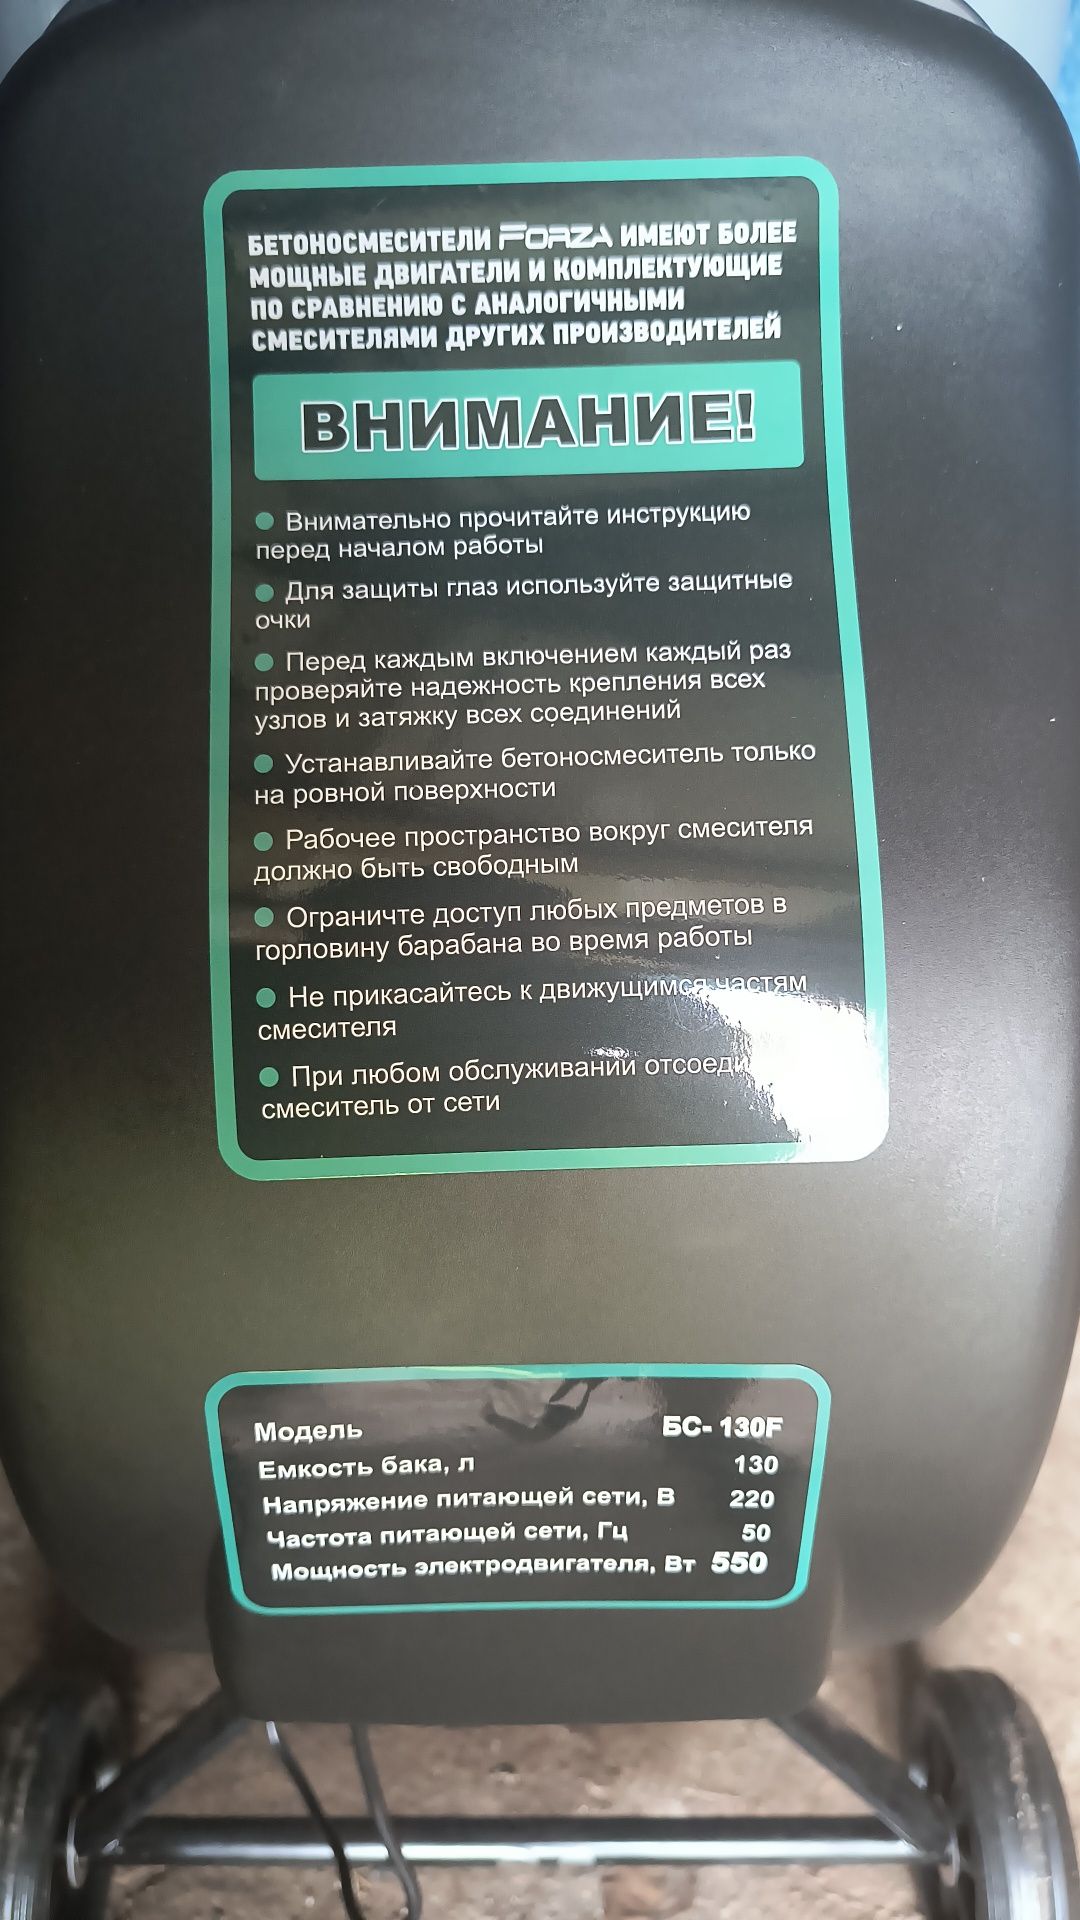 БЕТОНОСМЕСИТЕЛИ FORZA ИМЕЮТ БОЛЕЕ
МОЩНЫЕ ДВИГАТЕЛИ И КОМПЛЕКТУЮЩИЕ
ПО СРАВНЕНИЮ С АНАЛОГИЧНЫМИ
СМЕСИТЕЛЯМИ ДРУГИХ ПРОИЗВОДИТЕЛЕЙ
ВНИМАНИЕ!
● Внимательно прочитайте инструкцию
перед началом работы
● Для защиты глаз используйте защитные
очки
● Перед каждым включением каждый раз
проверяйте надежность крепления всех
узлов и затяжку всех соединений
● Устанавливайте бетоносмеситель только
на ровной поверхности
● Рабочее пространство вокруг смесителя
должно быть свободным
● Ограничте доступ любых предметов в
горловину барабана во время работы
● Не прикасайтесь к движущимся частям
смесителя
● При любом обслуживании
смеситель от сети
Модель БС- 130F
Емкость бака, л 130
Напряжение питающей сети, В 220
Частота питающей сети, Гц 50
Мощность электродвигателя, Вт 550